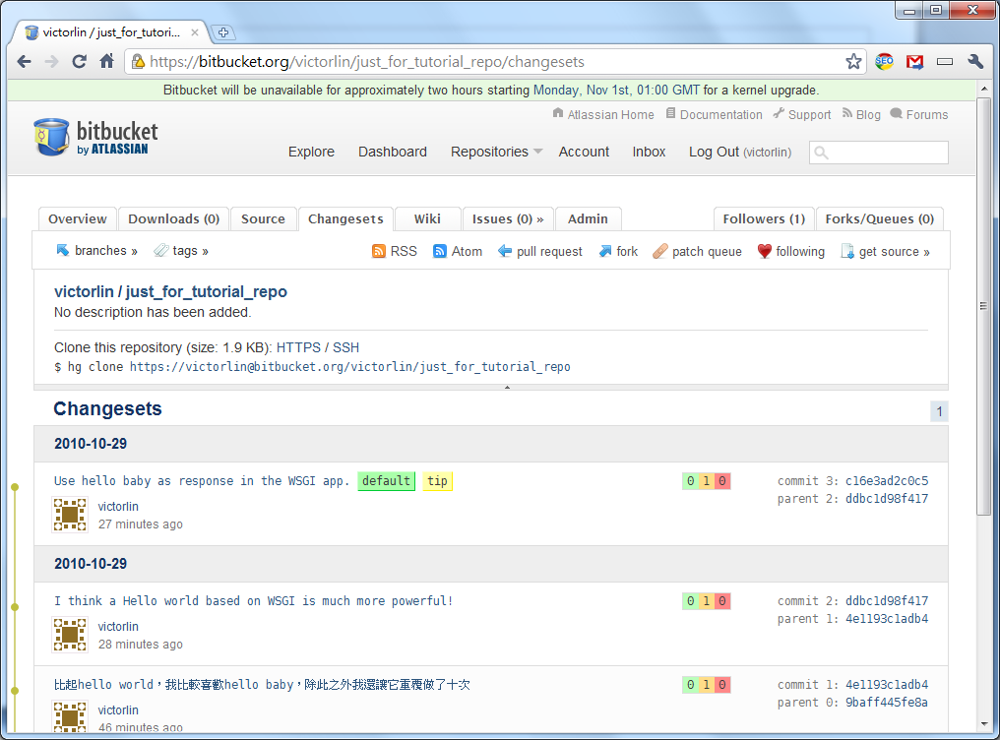 victorlin / just_for_tutori...
https://bitbucket.org/victorlin/just_for_tutorial_repo/changesets
SEO
Bitbucket will be unavailable for approximately two hours starting Monday, Nov 1st, 01:00 GMT for a kernel upgrade.
Atlassian Home Documentation Support Blog Forums
bitbucket
by ATLASSIAN
Explore Dashboard Repositories Account Inbox Log Out (victorlin)
Overview Downloads (0) Source Changesets Wiki Issues (0) » Admin Followers (1) Forks/Queues (0)
branches » tags » RSS Atom pull request fork patch queue following get source »
victorlin / just_for_tutorial_repo
No description has been added.
Clone this repository (size: 1.9 KB): HTTPS / SSH
$ hg clone https://victorlin@bitbucket.org/victorlin/just_for_tutorial_repo
Changesets 1
2010-10-29
Use hello baby as response in the WSGI app. default tip 0 1 0 commit 3: c16e3ad2c0c5
parent 2: ddbc1d98f417
victorlin
27 minutes ago
2010-10-29
I think a Hello world based on WSGI is much more powerful! 0 1 0 commit 2: ddbc1d98f417
parent 1: 4e1193c1adb4
victorlin
28 minutes ago
比起hello world，我比較喜歡hello baby，除此之外我還讓它重覆做了十次 0 1 0 commit 1: 4e1193c1adb4
parent 0: 9baff445fe8a
victorlin
46 minutes ago